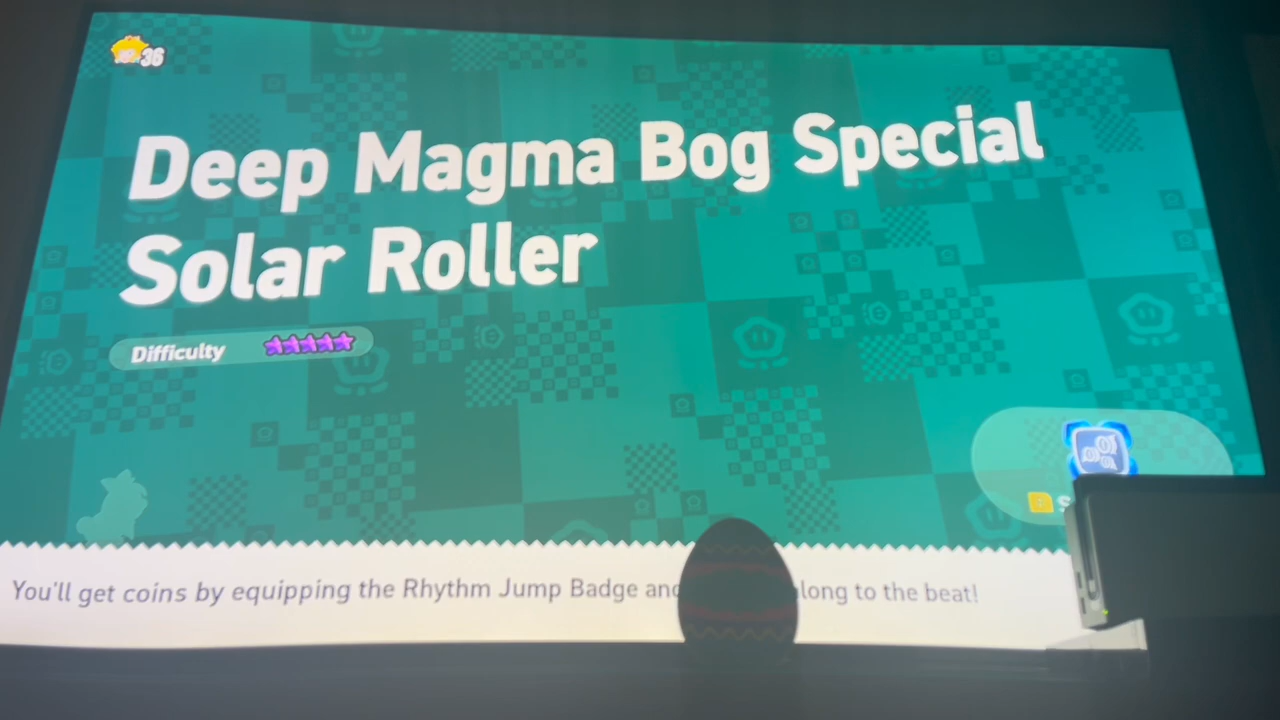 36
Deep Magma Bog Special
Solar Roller
Difficulty
You'll get coins by equipping the Rhythm Jump Badge and along to the beat!